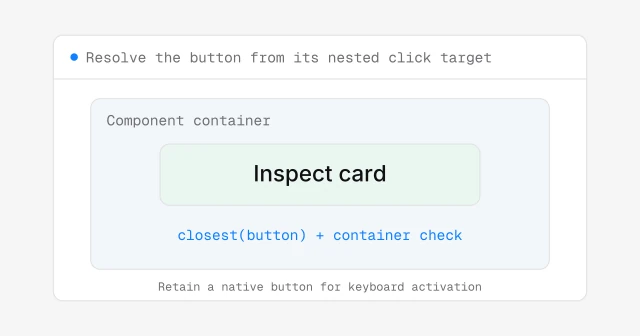 Resolve the button from its nested click target
Component container
Inspect card
closest(button) + container check
Retain a native button for keyboard activation